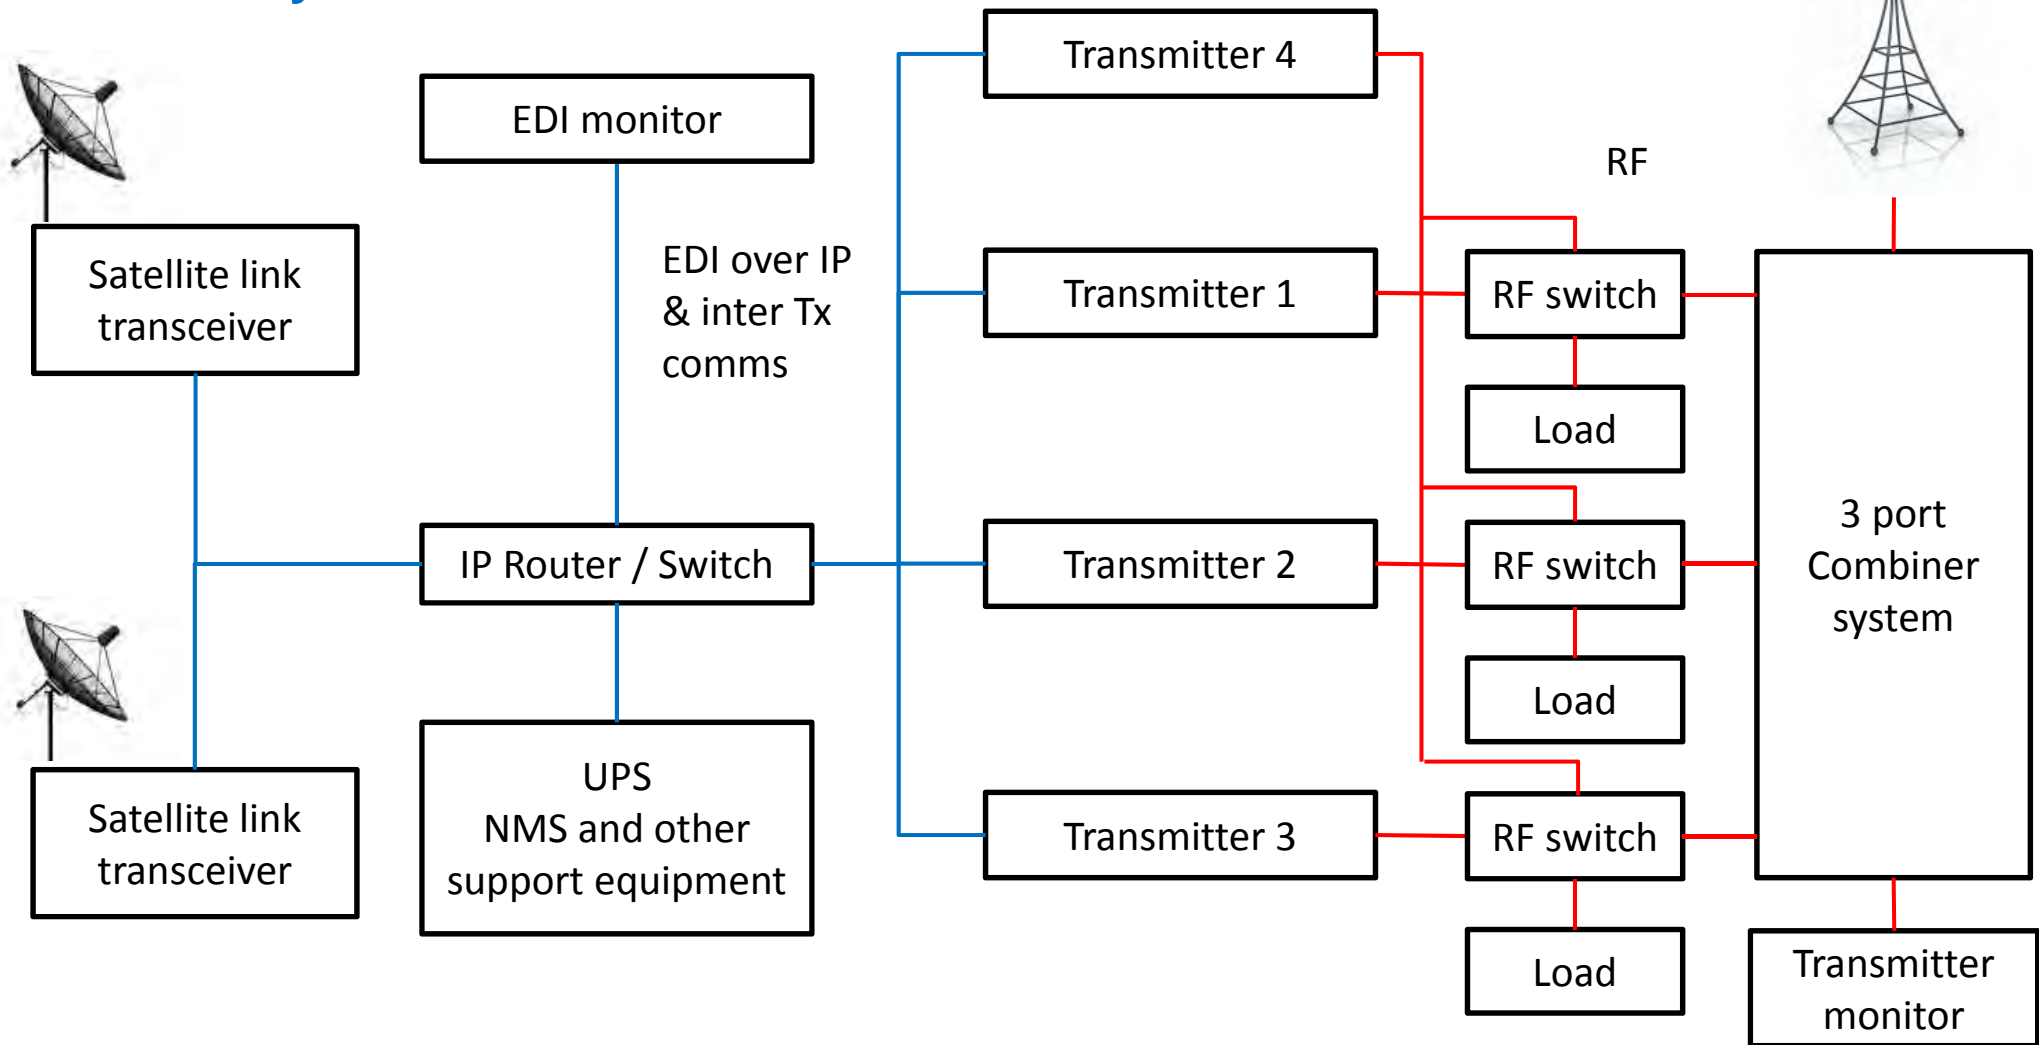 Transmitter 4
EDI monitor
RF
Satellite link
transceiver
EDI over IP
& inter Tx
comms
Transmitter 1
RF switch
Load
3 port
Combiner
system
IP Router / Switch
Transmitter 2
RF switch
Load
UPS
NMS and other
support equipment
Satellite link
transceiver
Transmitter 3
RF switch
Load
Transmitter
monitor